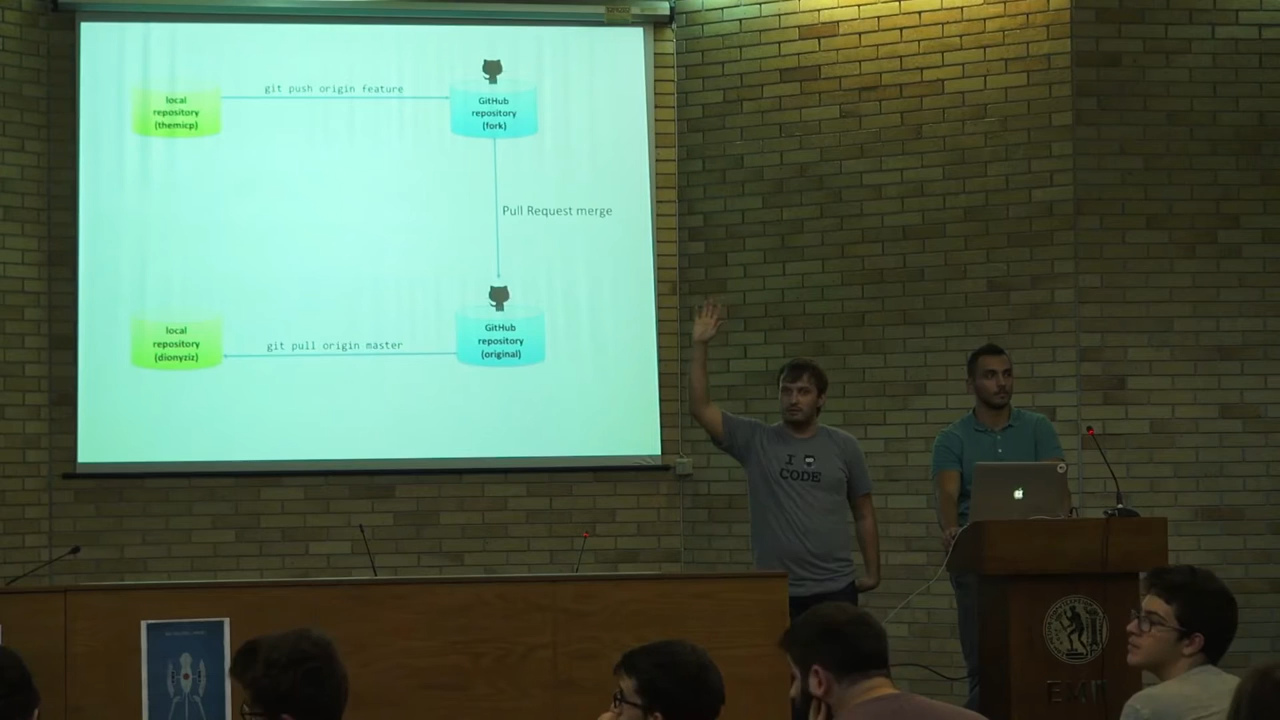 git push origin feature
local
repository
(themicp)
GitHub
repository
(fork)
Pull Request merge
local
repository
(dionyziz)
git pull origin master
GitHub
repository
(original)
I
CODE